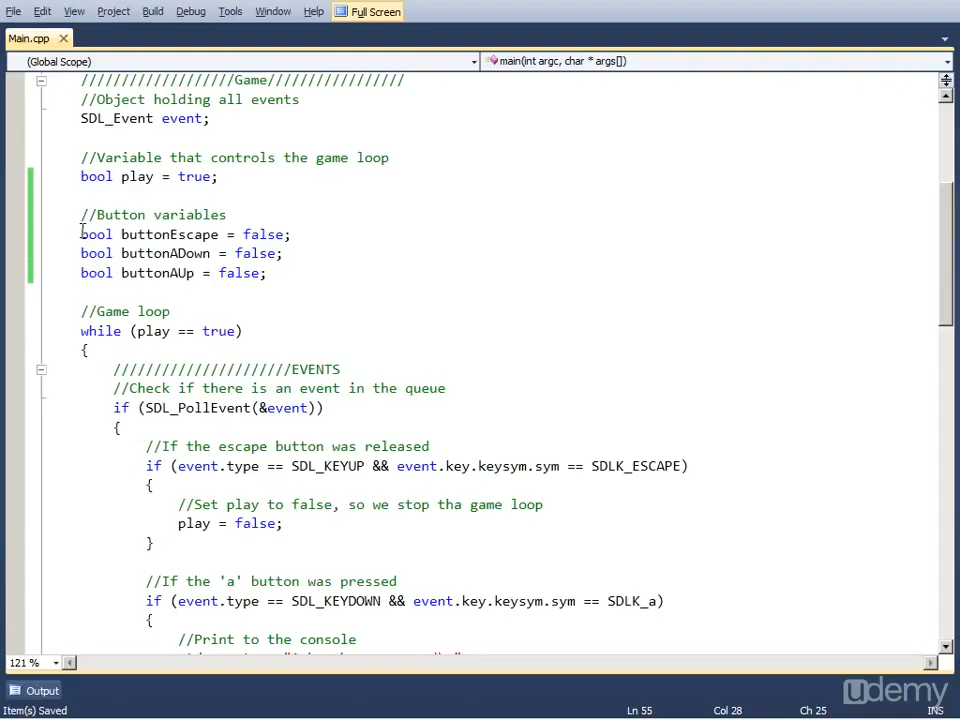 File Edit View Project Build Debug Tools Window Help Full Screen
Main.cpp
(Global Scope) main(int argc, char * args[])
///////////////////Game/////////////////
//Object holding all events
SDL_Event event;
//Variable that controls the game loop
bool play = true;
//Button variables
bool buttonEscape = false;
bool buttonADown = false;
bool buttonAUp = false;
//Game loop
while (play == true)
{
//////////////////////EVENTS
//Check if there is an event in the queue
if (SDL_PollEvent(&event))
{
//If the escape button was released
if (event.type == SDL_KEYUP && event.key.keysym.sym == SDLK_ESCAPE)
{
//Set play to false, so we stop tha game loop
play = false;
}
//If the 'a' button was pressed
if (event.type == SDL_KEYDOWN && event.key.keysym.sym == SDLK_a)
{
//Print to the console
121 %
Output
Item(s) Saved Ln 55 Col 28 Ch 25 INS
udemy